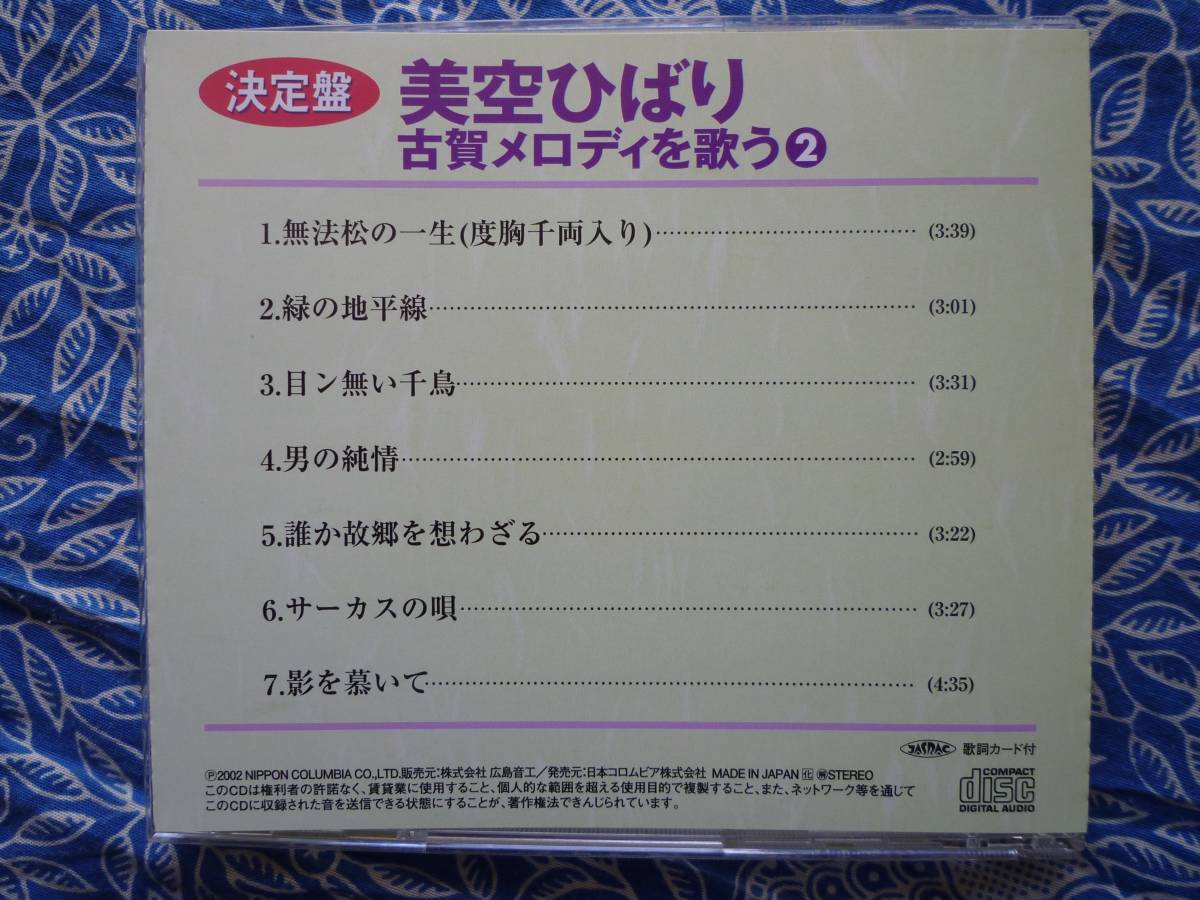 決定盤
美空ひばり
古賀メロディを歌う❷
1.無法松の一生(度胸千両入り)…(3:39)
2.緑の地平線…(3:01)
3.目ン無い千鳥…(3:31)
4.男の純情…(2:59)
5.誰か故郷を想わざる…(3:22)
6.サーカスの唄…(3:27)
7.影を慕いて…(4:35)
JASRAC 歌詞カード付
Ⓟ2002 NIPPON COLUMBIA CO.,LTD.販売元:株式会社 広島音工/発売元:日本コロムビア株式会社 MADE IN JAPAN STEREO
このCDは権利者の許諾なく、賃貸業に使用すること、個人的な範囲を超える使用目的で複製すること、また、ネットワーク等を通じて
このCDに収録された音を送信できる状態にすることが、著作権法できんじられています。
COMPACT
disc
DIGITAL AUDIO